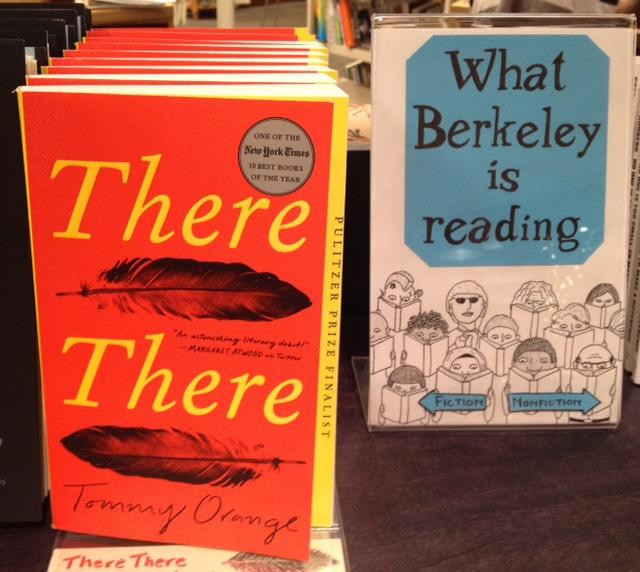 ONE OF THE
New York Times
10 BEST BOOKS
OF THE YEAR
There
"An astonishing literary debut!"
—MARGARET ATWOOD on Twitter
There
Tommy Orange
PULITZER PRIZE FINALIST
There There
What
Berkeley
is
reading
FICTION
NONFICTION